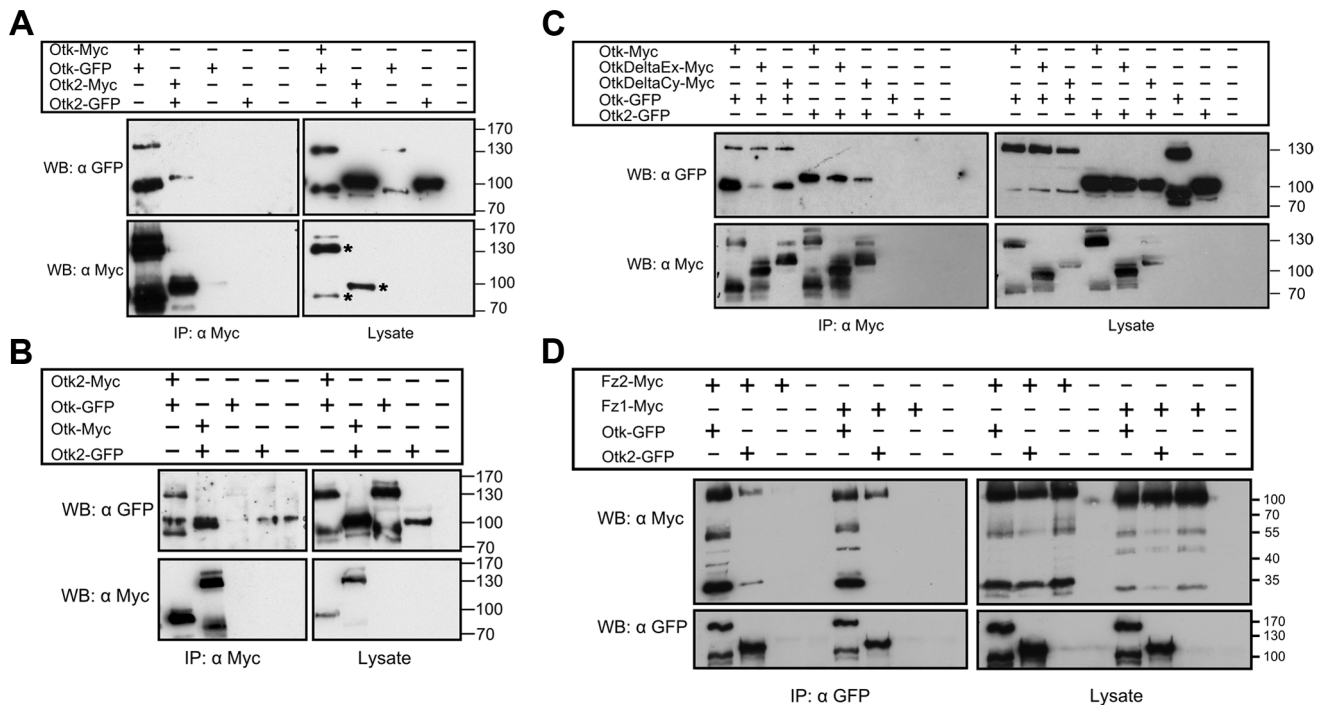 A
Otk-Myc + − − − − + − − − −
Otk-GFP + − + − − + − + − −
Otk2-Myc − + − − − − + − − −
Otk2-GFP − + − + − − + − + −
WB: α GFP
170
130
100
70
WB: α Myc
* * *
170
130
100
70
IP: α Myc Lysate
B
Otk2-Myc + − − − − + − − − −
Otk-GFP + − + − − + − + − −
Otk-Myc − + − − − − + − − −
Otk2-GFP − + − + − − + − + −
WB: α GFP
170
130
100
70
WB: α Myc
170
130
100
70
IP: α Myc Lysate
C
Otk-Myc + − − + − − − − − + − − + − − − − −
OtkDeltaEx-Myc − + − − + − − − − − + − − + − − − −
OtkDeltaCy-Myc − − + − − + − − − − − + − − + − − −
Otk-GFP + + + − − − + − − + + + − − − + − −
Otk2-GFP − − − + + + − + − − − − + + + − + −
WB: α GFP
130
100
70
WB: α Myc
130
100
70
IP: α Myc Lysate
D
Fz2-Myc + + + − − − − − + + + − − − − −
Fz1-Myc − − − − + + + − − − − − + + + −
Otk-GFP + − − − + − − − + − − − + − − −
Otk2-GFP − + − − − + − − − + − − − + − −
WB: α Myc
100
70
55
40
35
WB: α GFP
170
130
100
IP: α GFP Lysate